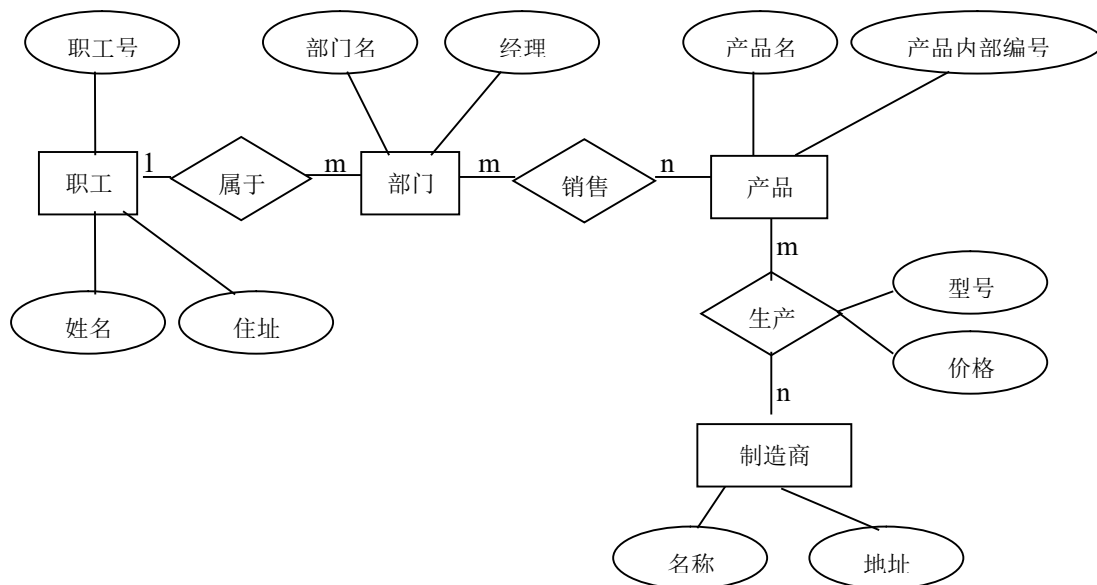 职工号
部门名
经理
产品名
产品内部编号
职工
1
属于
m
部门
m
销售
n
产品
m
姓名
住址
生产
型号
价格
n
制造商
名称
地址